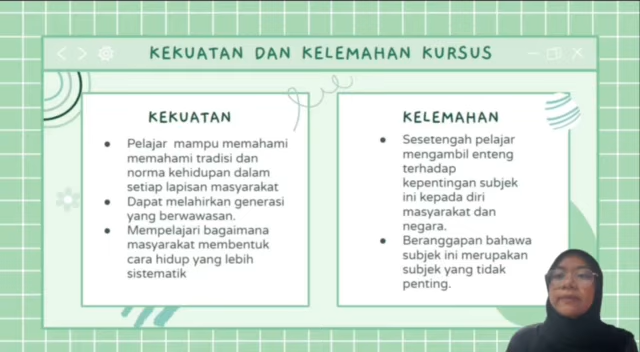 KEKUATAN DAN KELEMAHAN KURSUS
KEKUATAN
Pelajar mampu memahami
memahami tradisi dan
norma kehidupan dalam
setiap lapisan masyarakat
Dapat melahirkan generasi
yang berwawasan.
Mempelajari bagaimana
masyarakat membentuk
cara hidup yang lebih
sistematik
KELEMAHAN
Sesetengah pelajar
mengambil enteng
terhadap
kepentingan subjek
ini kepada diri
masyarakat dan
negara.
Beranggapan bahawa
subjek ini merupakan
subjek yang tidak
penting.